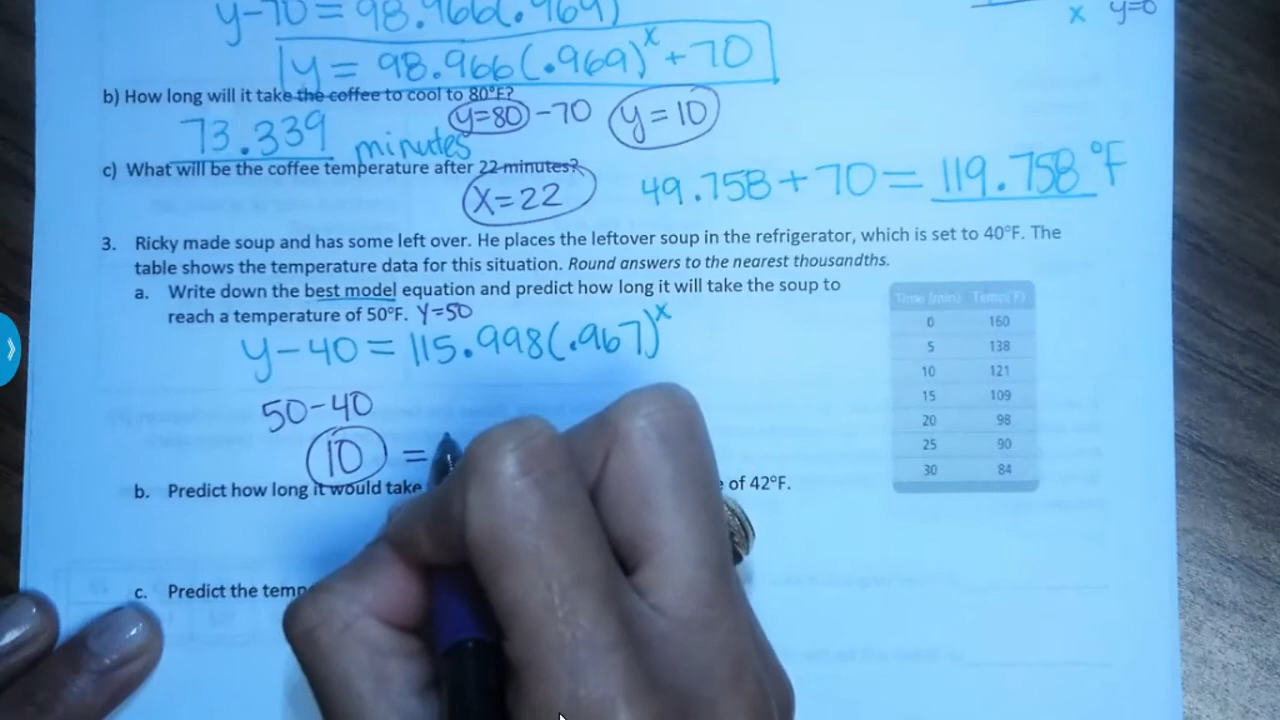 y-70 = 98.966(.969)
x y=0
y = 98.966(.969)^x + 70
b) How long will it take the coffee to cool to 80°F?
y=80 -70 y=10
73.339 minutes
c) What will be the coffee temperature after 22 minutes?
x=22 49.758+70 = 119.758 °F
3. Ricky made soup and has some left over. He places the leftover soup in the refrigerator, which is set to 40°F. The
table shows the temperature data for this situation. Round answers to the nearest thousandths.
a. Write down the best model equation and predict how long it will take the soup to
reach a temperature of 50°F. Y=50
y-40 = 115.998(.967)^x
50-40
10 =
Time (min) Temp(°F)
0 160
5 138
10 121
15 109
20 98
25 90
30 84
b. Predict how long it would take of 42°F.
c. Predict the